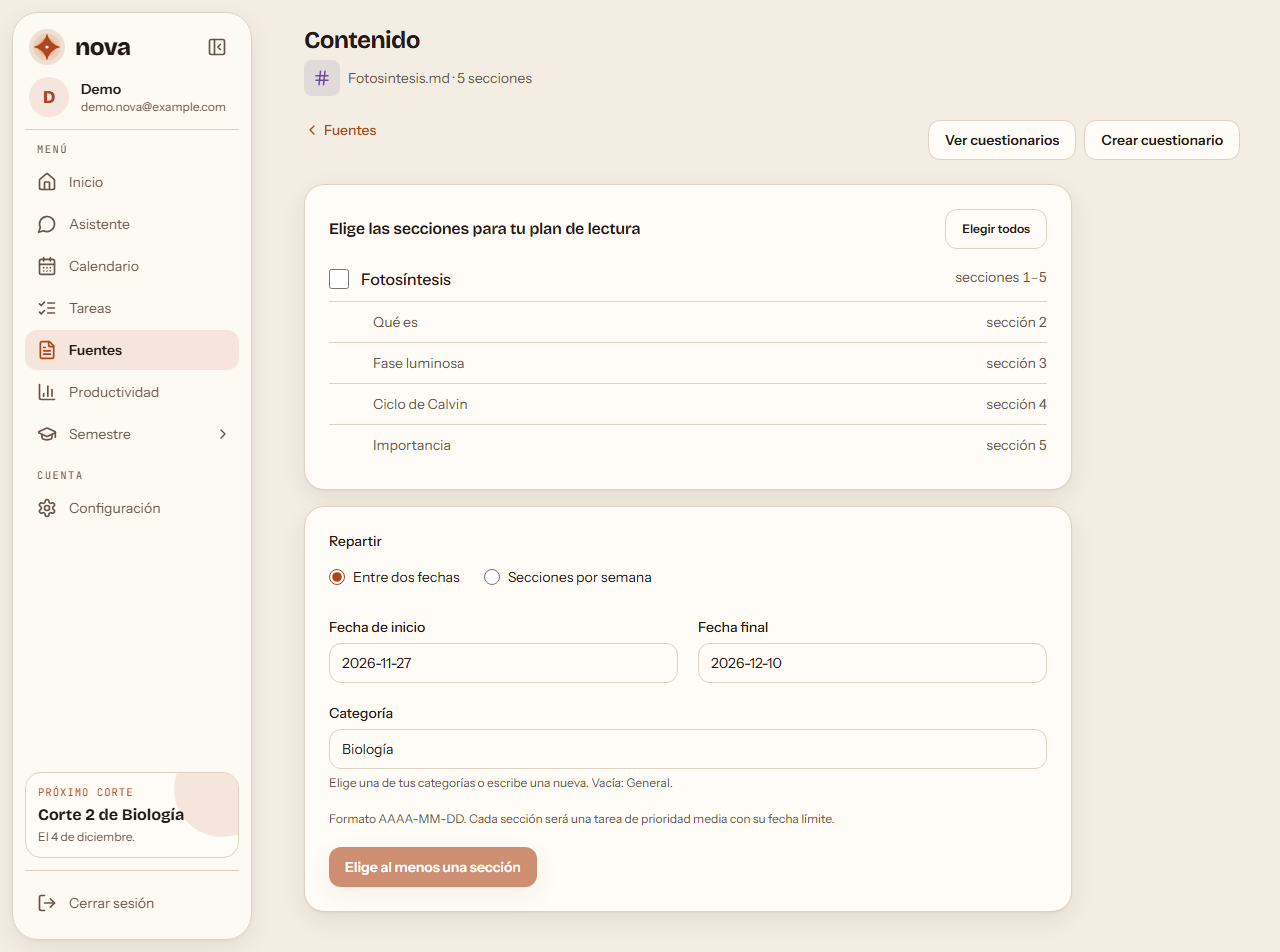 nova
D
Demo
demo.nova@example.com
MENÚ
Inicio
Asistente
Calendario
Tareas
Fuentes
Productividad
Semestre
CUENTA
Configuración
PRÓXIMO CORTE
Corte 2 de Biología
El 4 de diciembre.
Cerrar sesión
Contenido
Fotosintesis.md · 5 secciones
Fuentes
Ver cuestionarios
Crear cuestionario
Elige las secciones para tu plan de lectura
Elegir todos
Fotosíntesis secciones 1–5
Qué es sección 2
Fase luminosa sección 3
Ciclo de Calvin sección 4
Importancia sección 5
Repartir
Entre dos fechas Secciones por semana
Fecha de inicio Fecha final
2026-11-27 2026-12-10
Categoría
Biología
Elige una de tus categorías o escribe una nueva. Vacía: General.
Formato AAAA-MM-DD. Cada sección será una tarea de prioridad media con su fecha límite.
Elige al menos una sección